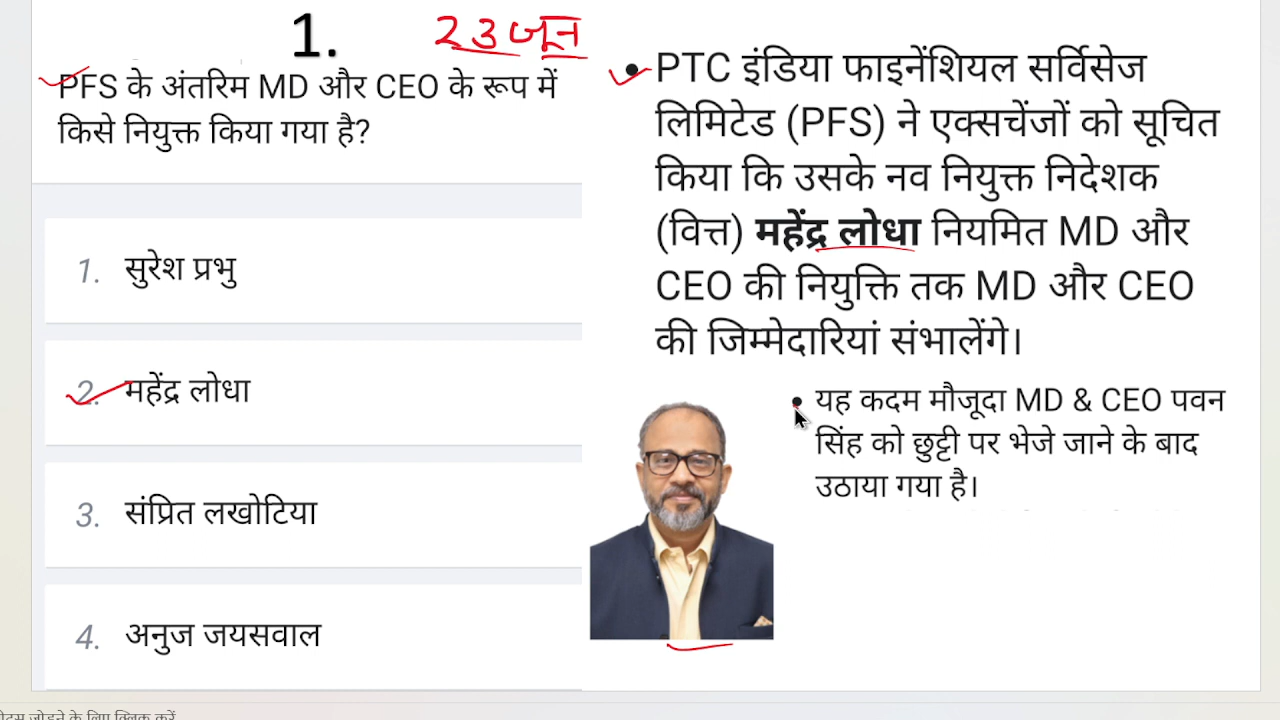 1.
23 जून
PFS के अंतरिम MD और CEO के रूप में
किसे नियुक्त किया गया है?
1. सुरेश प्रभु
2. महेंद्र लोधा
3. संप्रित लखोटिया
4. अनुज जयसवाल
• PTC इंडिया फाइनेंशियल सर्विसेज
लिमिटेड (PFS) ने एक्सचेंजों को सूचित
किया कि उसके नव नियुक्त निदेशक
(वित्त) महेंद्र लोधा नियमित MD और
CEO की नियुक्ति तक MD और CEO
की जिम्मेदारियां संभालेंगे।
• यह कदम मौजूदा MD & CEO पवन
सिंह को छुट्टी पर भेजे जाने के बाद
उठाया गया है।
जोड़ने के लिए क्लिक करें